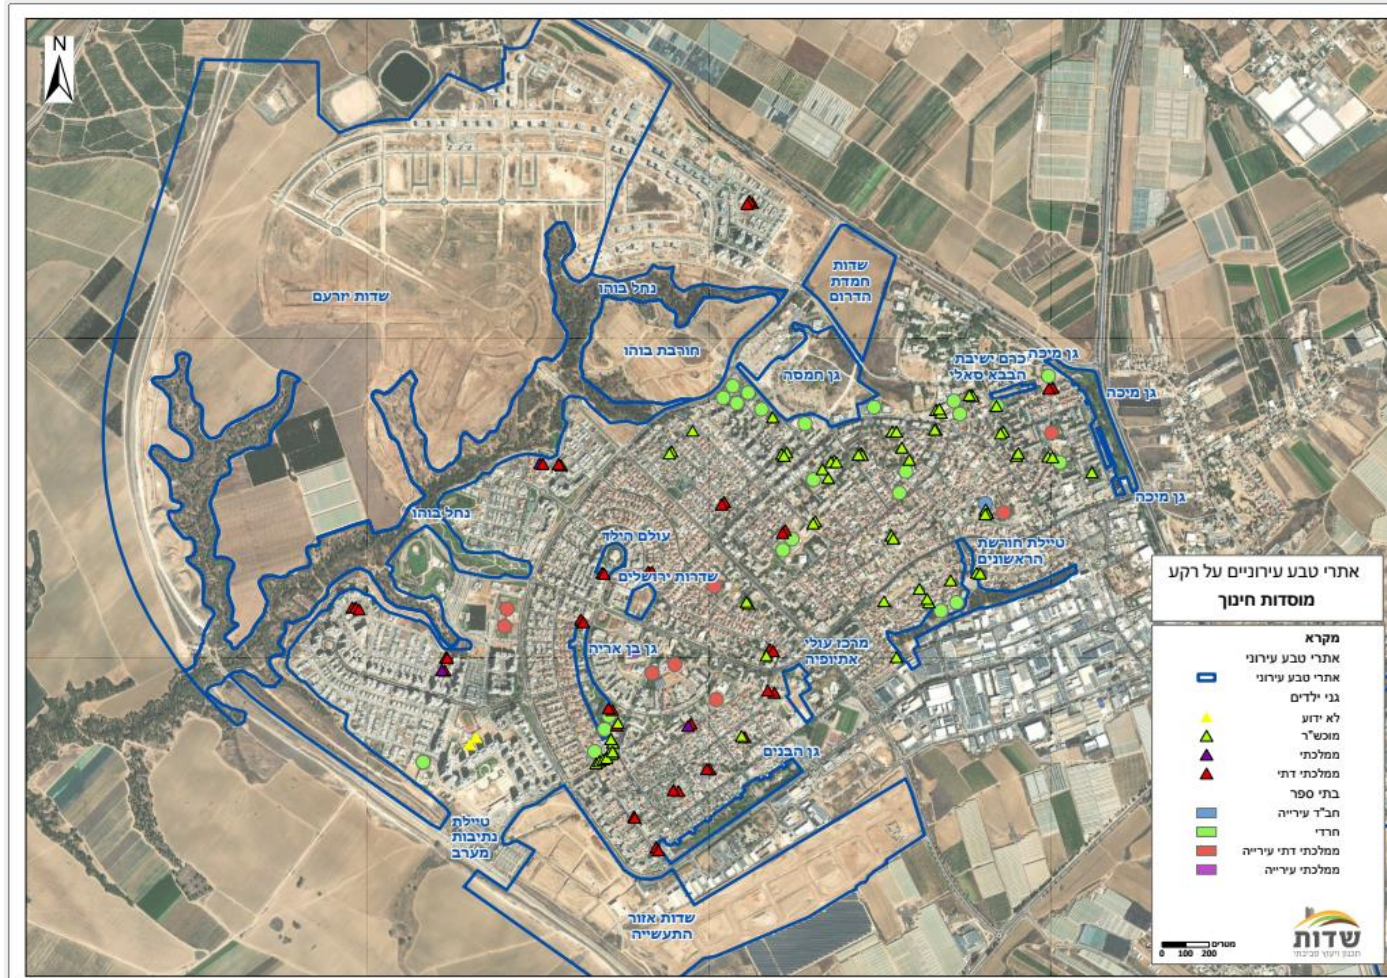 N
שדות
חמדת
הדרום
נחל בוהו
שדות יזרעם
חורבת בוהו
גן חמסה
כרם ישיבת
הבבא סאלי
גן מיכה
גן מיכה
גן מיכה
נחל בוהו
עולם הילד
שדרות ירושלים
טיילת חורשת
הראשונים
גן בן אריה
מרכז עולי
אתיופיה
גן הבנים
טיילת
נתיבות
מערב
שדות אזור
התעשייה
אתרי טבע עירוניים על רקע
מוסדות חינוך
מקרא
אתרי טבע עירוני
אתרי טבע עירוני
גני ילדים
לא ידוע
מוכש"ר
ממלכתי
ממלכתי דתי
בתי ספר
חב"ד עירייה
חרדי
ממלכתי דתי עירייה
ממלכתי עירייה
מטרים
0 100 200
שדות
תכנון וייעוץ סביבתי